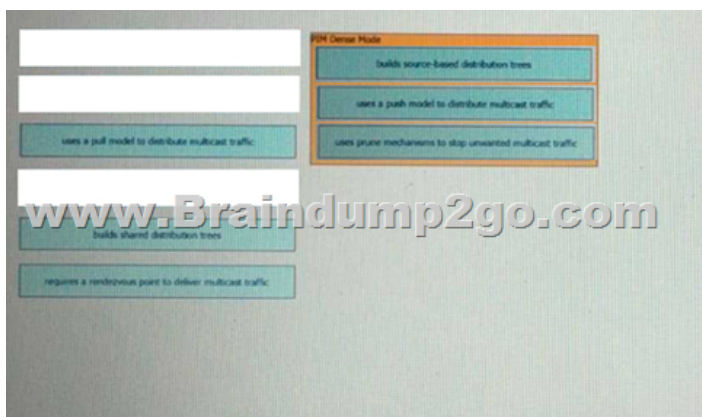 PIM Dense Mode
builds source-based distribution trees
uses a push model to distribute multicast traffic
uses a pull model to distribute multicast traffic
uses prune mechanisms to stop unwanted multicast traffic
www.Braindump2go.com
builds shared distribution trees
requires a rendezvous point to deliver multicast traffic